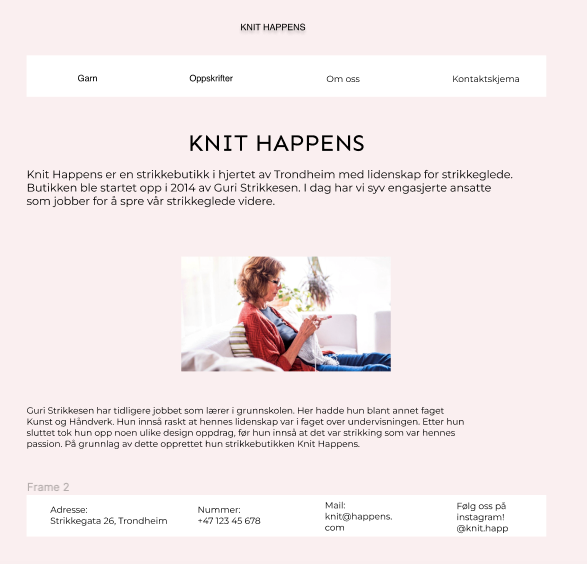 KNIT HAPPENS
Garn
Oppskrifter
Om oss
Kontaktskjema
KNIT HAPPENS
Knit Happens er en strikkebutikk i hjertet av Trondheim med lidenskap for strikkeglede.
Butikken ble startet opp i 2014 av Guri Strikkesen. I dag har vi syv engasjerte ansatte
som jobber for å spre vår strikkeglede videre.
Guri Strikkesen har tidligere jobbet som lærer i grunnskolen. Her hadde hun blant annet faget
Kunst og Håndverk. Hun innså raskt at hennes lidenskap var i faget over undervisningen. Etter hun
sluttet tok hun opp noen ulike design oppdrag, før hun innså at det var strikking som var hennes
passion. På grunnlag av dette opprettet hun strikkebutikken Knit Happens.
Frame 2
Adresse:
Strikkegata 26, Trondheim
Nummer:
+47 123 45 678
Mail:
knit@happens.
com
Følg oss på
instagram!
@knit.happ